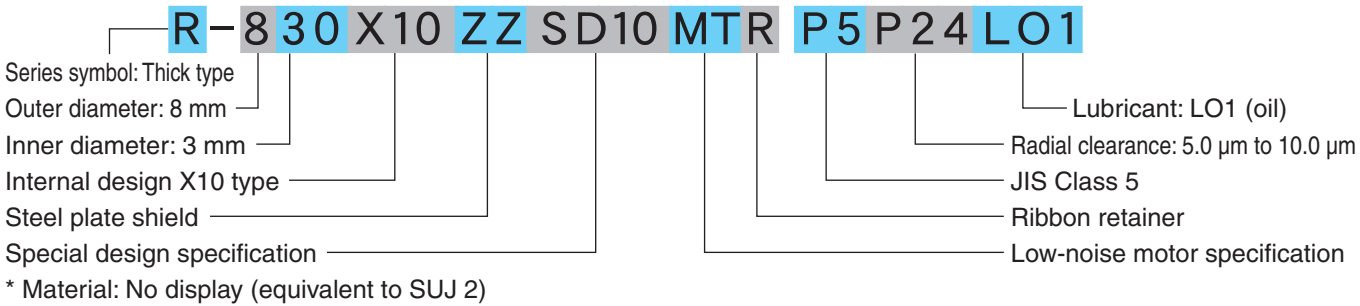 R-830X10ZZSD10MTR P5P24LO1
Series symbol: Thick type
Outer diameter: 8 mm
Lubricant: LO1 (oil)
Inner diameter: 3 mm
Radial clearance: 5.0 µm to 10.0 µm
Internal design X10 type
JIS Class 5
Steel plate shield
Ribbon retainer
Special design specification
Low-noise motor specification
* Material: No display (equivalent to SUJ 2)